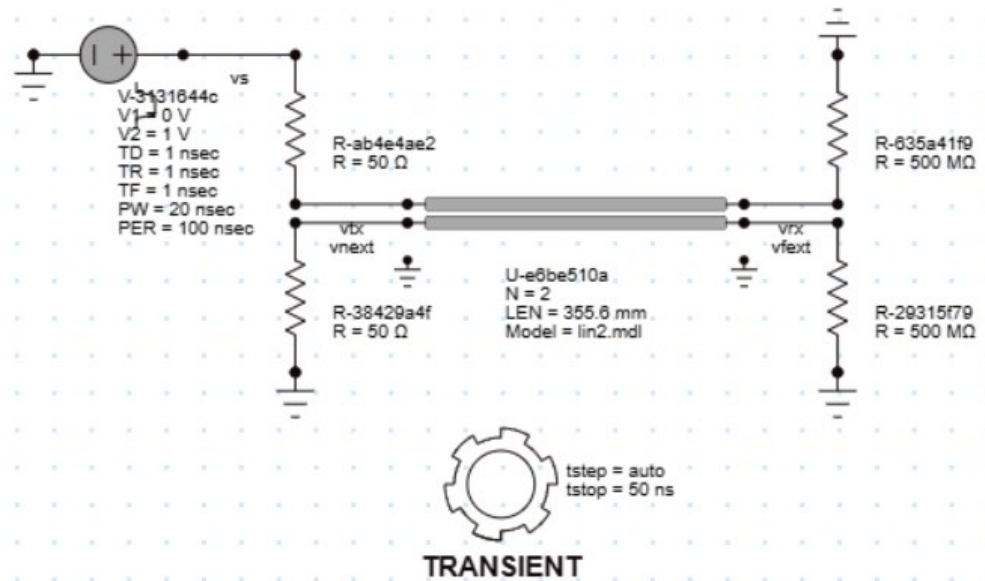 vs
V-3131644c
V1 = 0 V
V2 = 1 V
TD = 1 nsec
TR = 1 nsec
TF = 1 nsec
PW = 20 nsec
PER = 100 nsec
R-ab4e4ae2
R = 50 Ω
R-635a41f9
R = 500 MΩ
vtx
vnext
vrx
vfext
U-e6be510a
N = 2
LEN = 355.6 mm
Model = lin2.mdl
R-38429a4f
R = 50 Ω
R-29315f79
R = 500 MΩ
tstep = auto
tstop = 50 ns
TRANSIENT